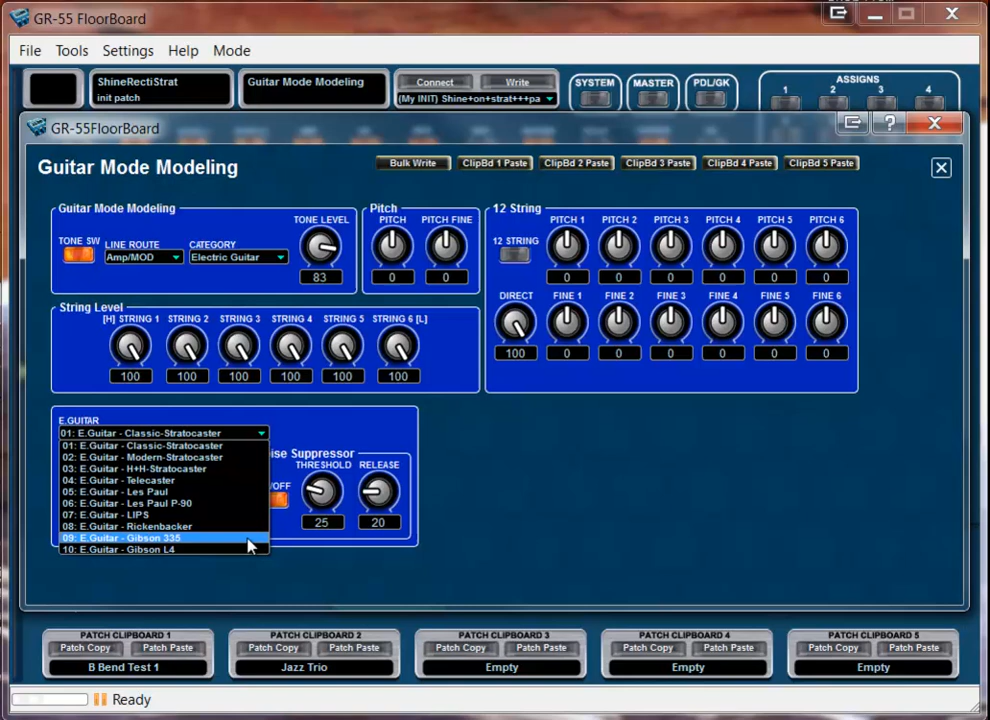 GR-55 FloorBoard
File Tools Settings Help Mode
ShineRectiStrat
init patch
Guitar Mode Modeling
Connect Write
(My INIT) Shine+on+strat+++pa
SYSTEM
MASTER
PDL/GK
ASSIGNS
1 2 3 4
GR-55FloorBoard
Guitar Mode Modeling
Bulk Write ClipBd 1 Paste ClipBd 2 Paste ClipBd 3 Paste ClipBd 4 Paste ClipBd 5 Paste
Guitar Mode Modeling
TONE SW
LINE ROUTE
Amp/MOD
CATEGORY
Electric Guitar
TONE LEVEL
83
Pitch
PITCH PITCH FINE
0 0
12 String
12 STRING
PITCH 1 PITCH 2 PITCH 3 PITCH 4 PITCH 5 PITCH 6
0 0 0 0 0 0
DIRECT FINE 1 FINE 2 FINE 3 FINE 4 FINE 5 FINE 6
100 0 0 0 0 0 0
String Level
[H] STRING 1 STRING 2 STRING 3 STRING 4 STRING 5 STRING 6 [L]
100 100 100 100 100 100
E.GUITAR
01: E.Guitar - Classic-Stratocaster
01: E.Guitar - Classic-Stratocaster
02: E.Guitar - Modern-Stratocaster
03: E.Guitar - H+H-Stratocaster
04: E.Guitar - Telecaster
05: E.Guitar - Les Paul
06: E.Guitar - Les Paul P-90
07: E.Guitar - LIPS
08: E.Guitar - Rickenbacker
09: E.Guitar - Gibson 335
10: E.Guitar - Gibson L4
ise Suppressor
/OFF
THRESHOLD RELEASE
25 20
PATCH CLIPBOARD 1
Patch Copy Patch Paste
B Bend Test 1
PATCH CLIPBOARD 2
Patch Copy Patch Paste
Jazz Trio
PATCH CLIPBOARD 3
Patch Copy Patch Paste
Empty
PATCH CLIPBOARD 4
Patch Copy Patch Paste
Empty
PATCH CLIPBOARD 5
Patch Copy Patch Paste
Empty
Ready